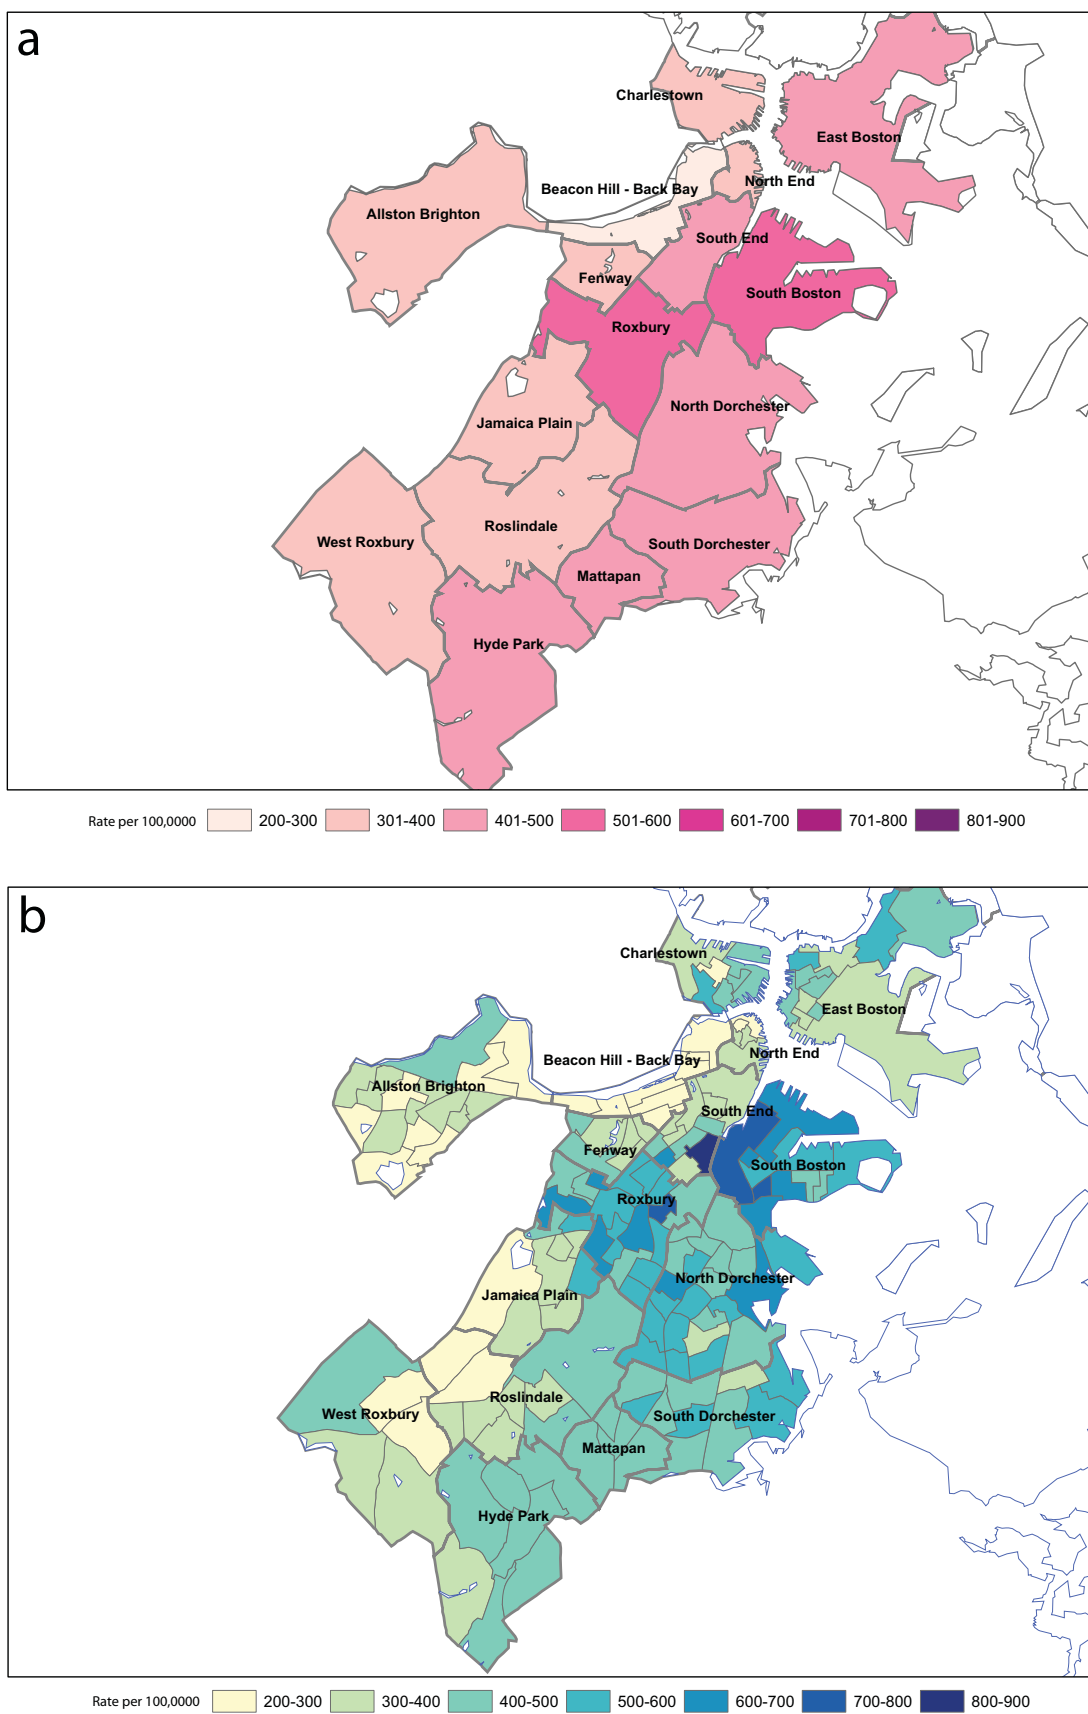 a
Charlestown
East Boston
Beacon Hill - Back Bay
North End
Allston Brighton
South End
Fenway
South Boston
Roxbury
North Dorchester
Jamaica Plain
Roslindale
West Roxbury
South Dorchester
Mattapan
Hyde Park
Rate per 100,0000 200-300 301-400 401-500 501-600 601-700 701-800 801-900
b
Charlestown
East Boston
Beacon Hill - Back Bay
North End
Allston Brighton
South End
Fenway
South Boston
Roxbury
North Dorchester
Jamaica Plain
Roslindale
West Roxbury
South Dorchester
Mattapan
Hyde Park
Rate per 100,0000 200-300 300-400 400-500 500-600 600-700 700-800 800-900